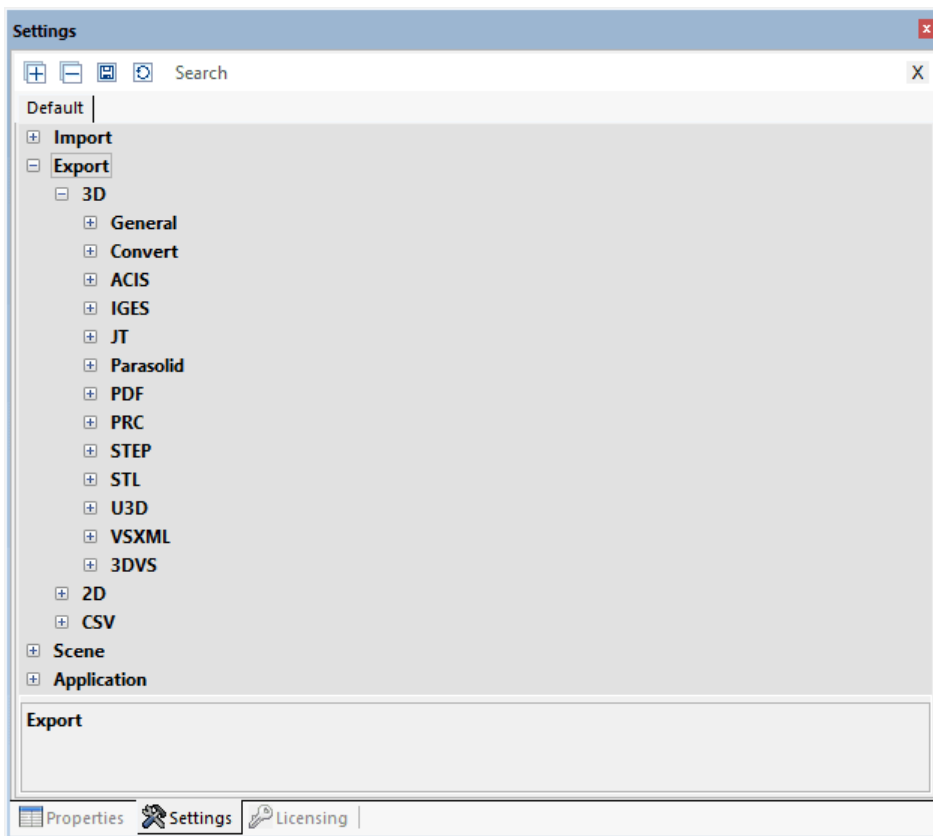 Settings
Search X
Default
Import
Export
3D
General
Convert
ACIS
IGES
JT
Parasolid
PDF
PRC
STEP
STL
U3D
VSXML
3DVS
2D
CSV
Scene
Application
Export
Properties Settings Licensing